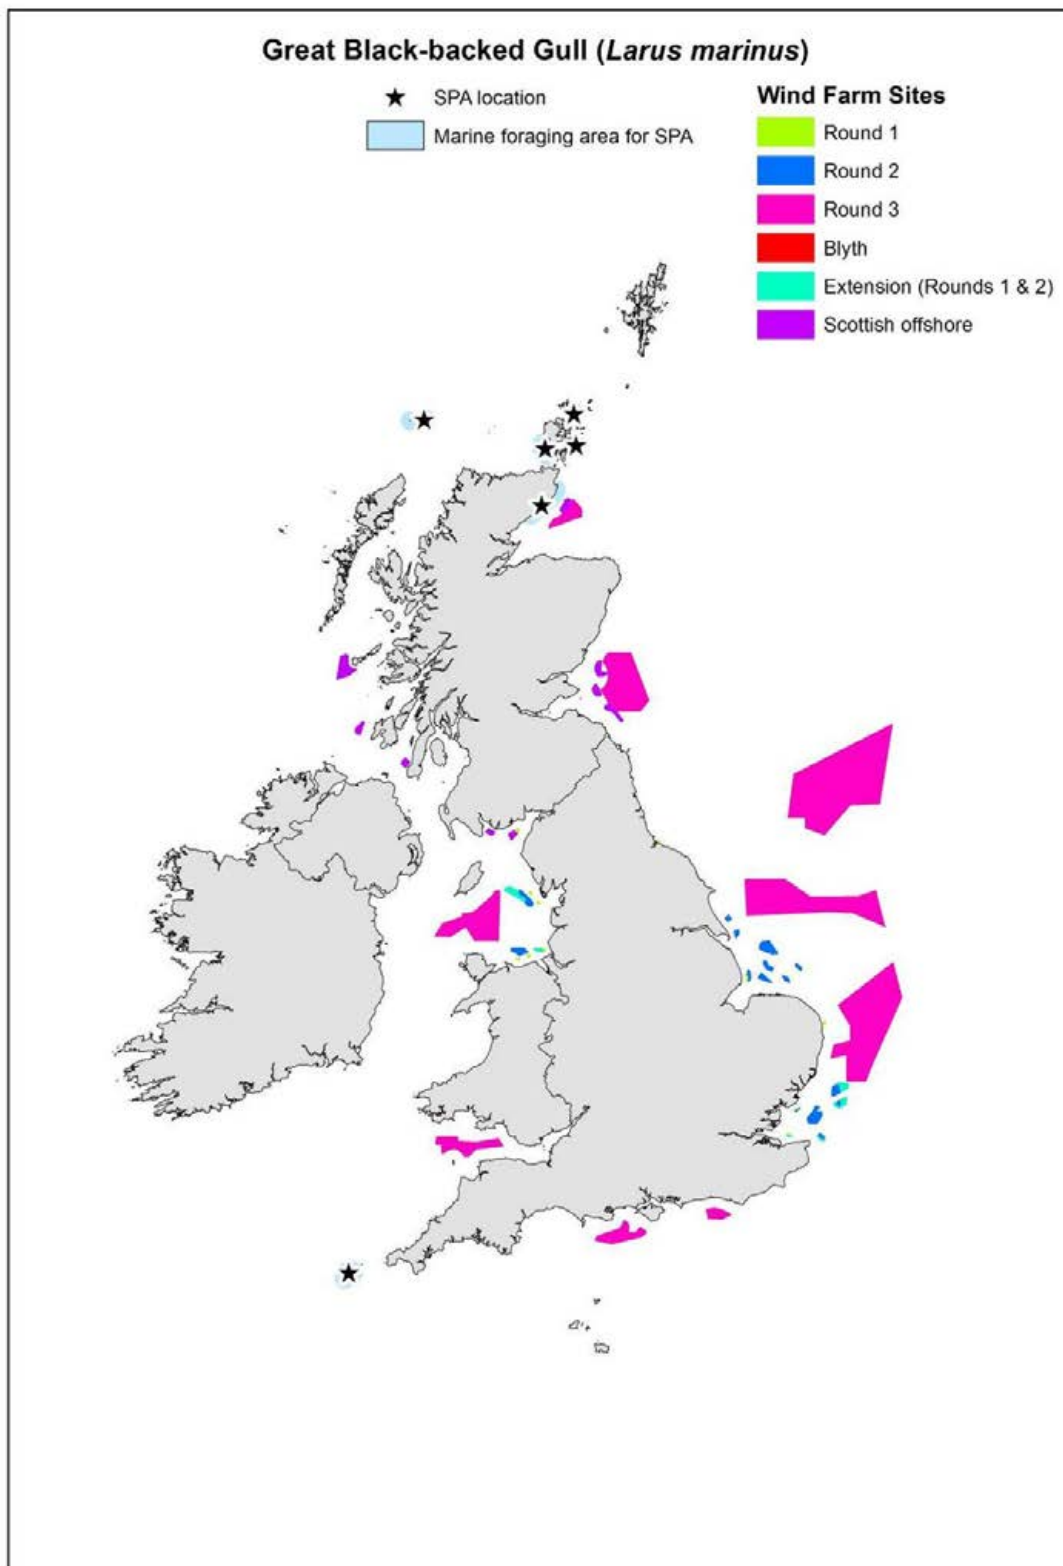 Great Black-backed Gull (Larus marinus)
SPA location
Marine foraging area for SPA
Wind Farm Sites
Round 1
Round 2
Round 3
Blyth
Extension (Rounds 1 & 2)
Scottish offshore